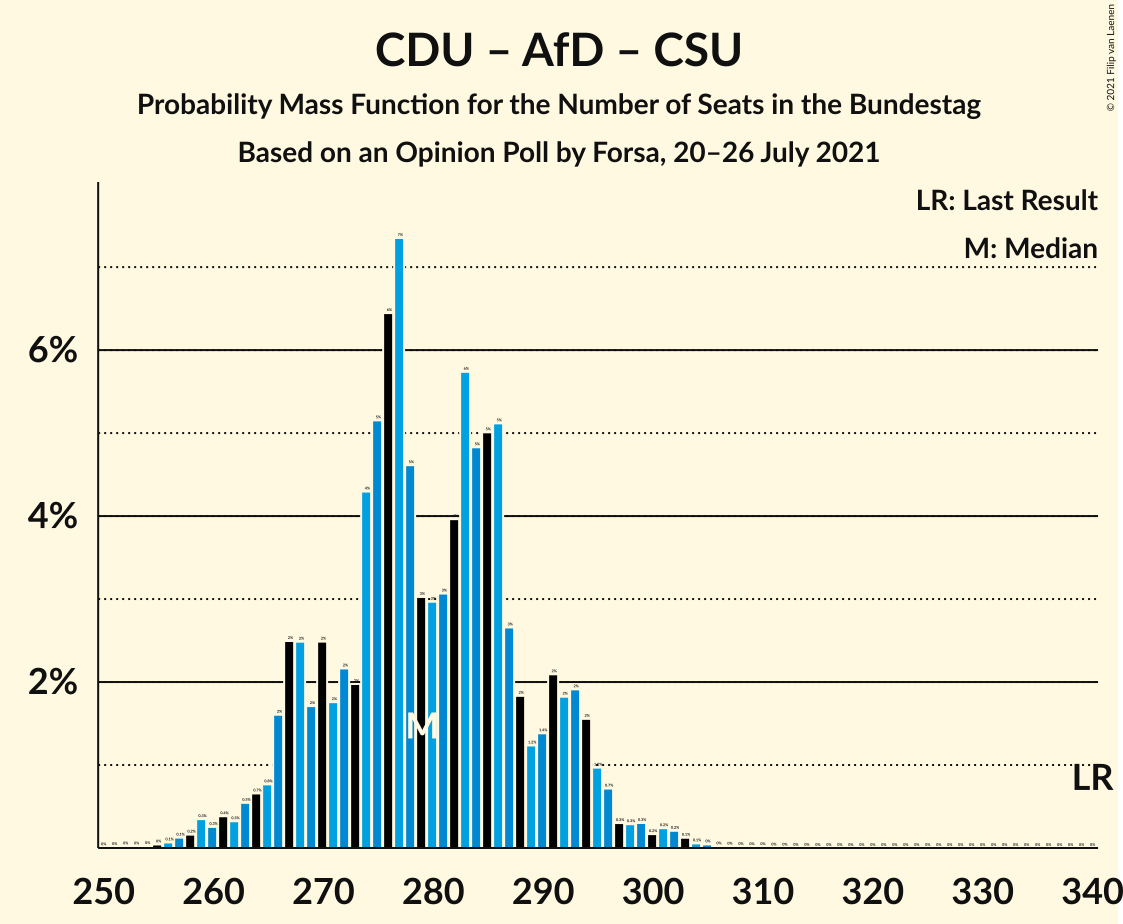 CDU – AfD – CSU
Probability Mass Function for the Number of Seats in the Bundestag
Based on an Opinion Poll by Forsa, 20–26 July 2021
© 2021 Filip van Laenen
LR: Last Result
M: Median
6%
4%
2%
M
LR
250 260 270 280 290 300 310 320 330 340